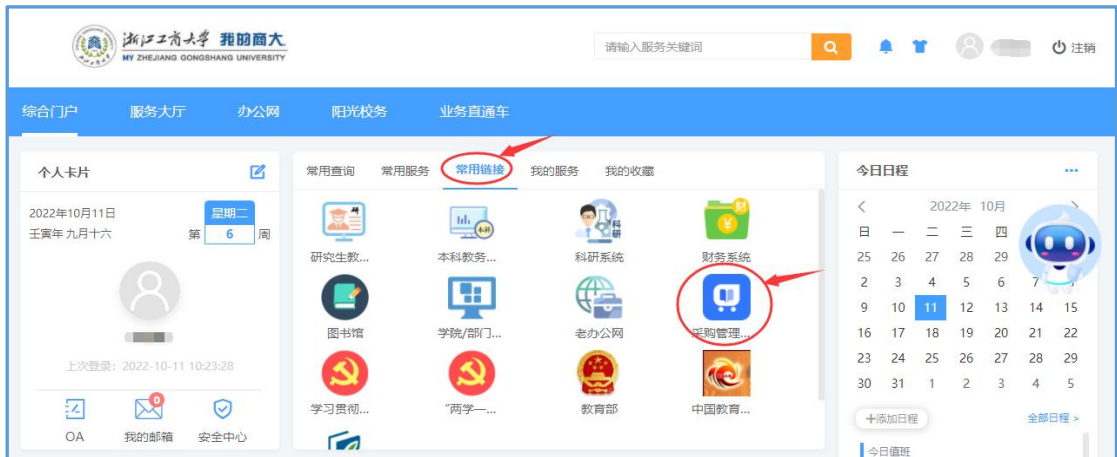 浙江工商大学 我的商大
MY ZHEJIANG GONGSHANG UNIVERSITY
请输入服务关键词
注销
综合门户 服务大厅 办公网 阳光校务 业务直通车
个人卡片
2022年10月11日
壬寅年 九月十六
星期二
第 6 周
上次登录：2022-10-11 10:23:28
0
OA 我的邮箱 安全中心
常用查询 常用服务 常用链接 我的服务 我的收藏
本科
科研
研究生教... 本科教务... 科研系统 财务系统
图书馆 学院/部门... 老办公网 采购管理...
学习贯彻... “两学一... 教育部 中国教育...
今日日程 ...
< 2022年 10月 >
日 一 二 三 四
25 26 27 28 29
2 3 4 5 6 7
9 10 11 12 13 14 15
16 17 18 19 20 21 22
23 24 25 26 27 28 29
30 31 1 2 3 4 5
+添加日程 全部日程 >
今日值班